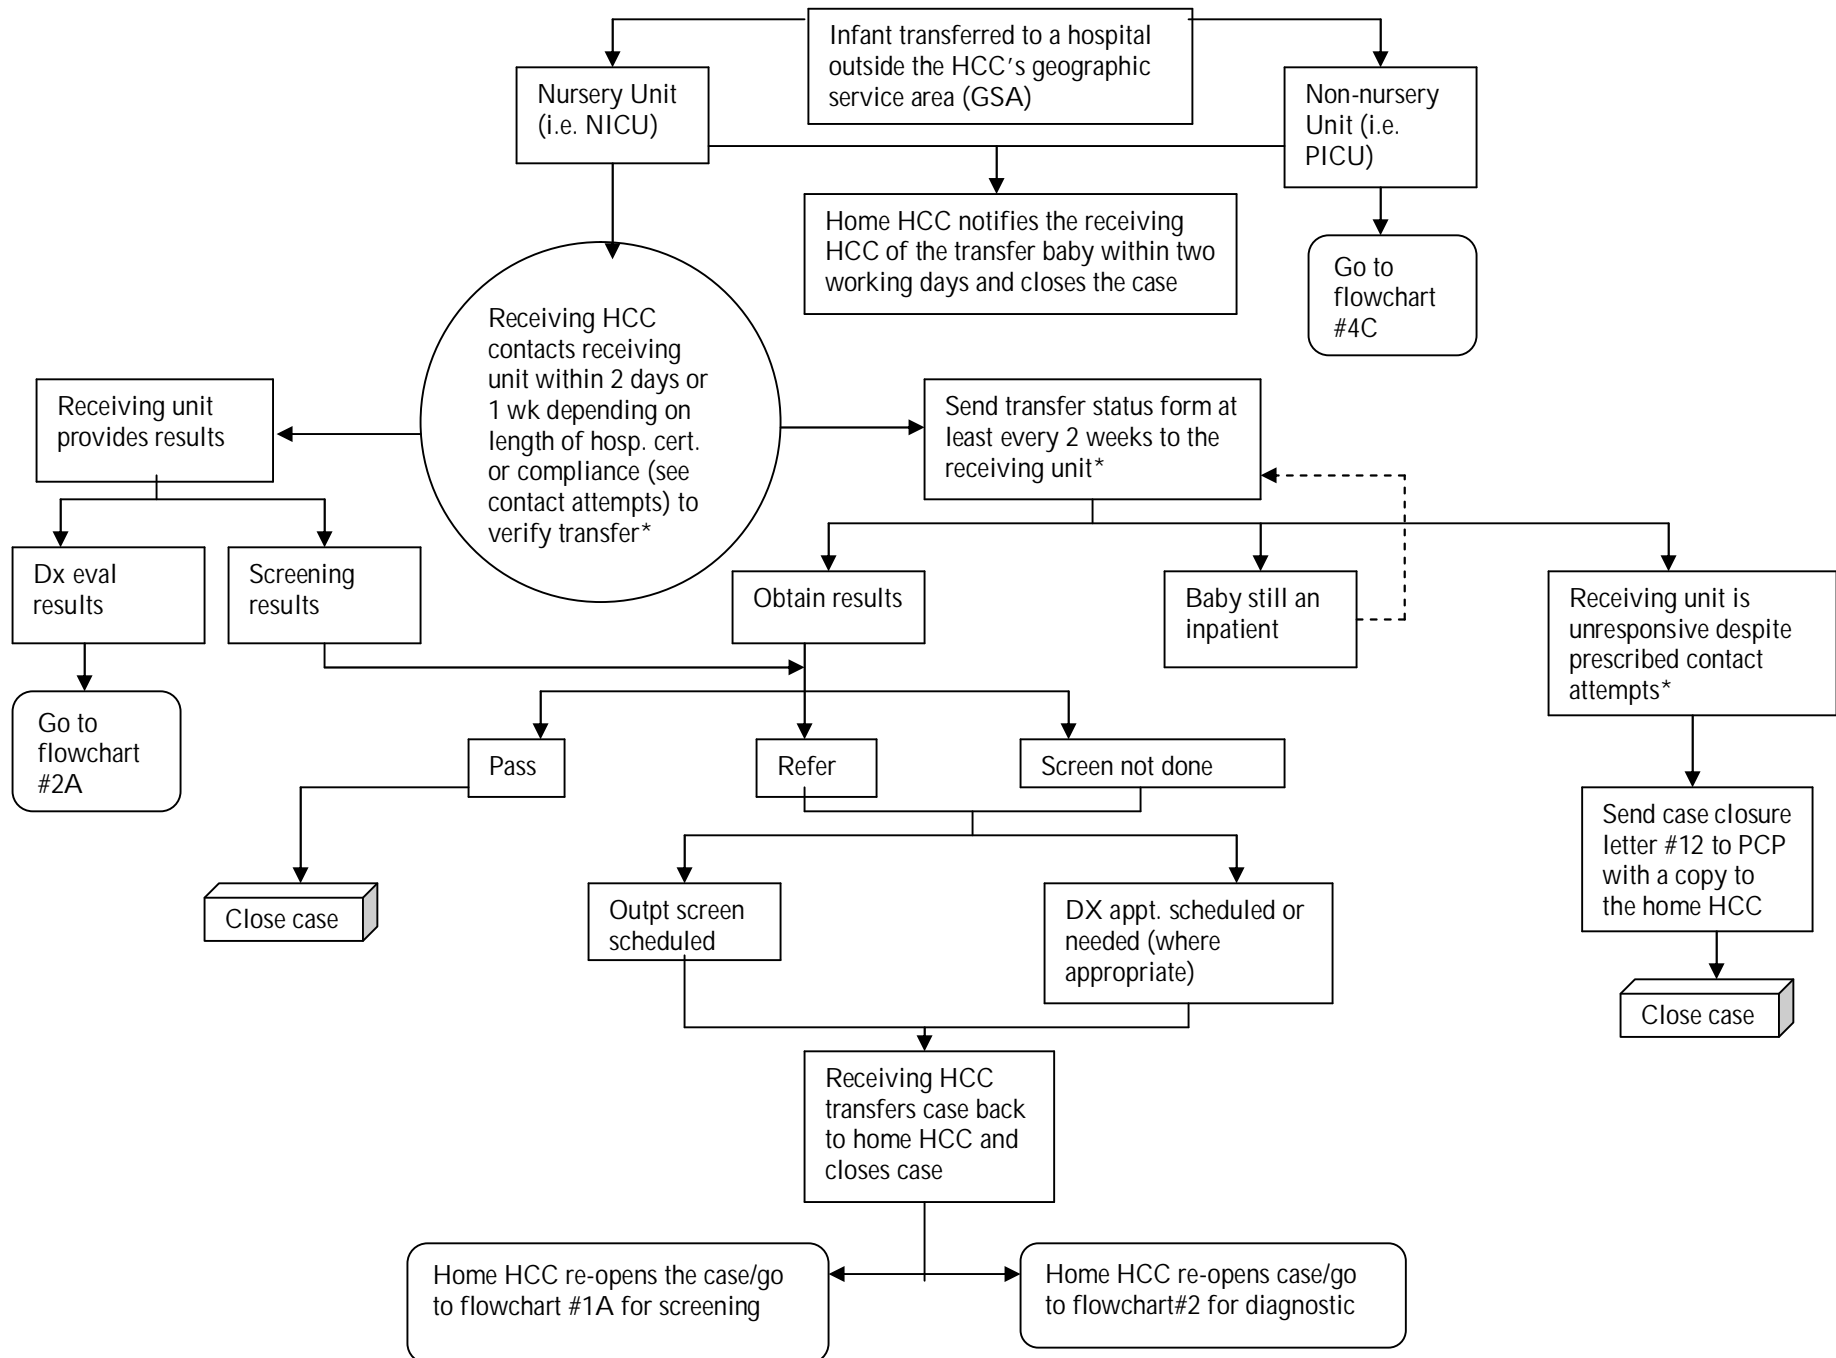 Infant transferred to a hospital
outside the HCC's geographic
service area (GSA)
Nursery Unit
(i.e. NICU)
Non-nursery
Unit (i.e.
PICU)
Home HCC notifies the receiving
HCC of the transfer baby within two
working days and closes the case
Go to
flowchart
#4C
Receiving HCC
contacts receiving
unit within 2 days or
1 wk depending on
length of hosp. cert.
or compliance (see
contact attempts) to
verify transfer*
Receiving unit
provides results
Send transfer status form at
least every 2 weeks to the
receiving unit*
Dx eval
results
Screening
results
Obtain results
Baby still an
inpatient
Receiving unit is
unresponsive despite
prescribed contact
attempts*
Go to
flowchart
#2A
Pass
Refer
Screen not done
Send case closure
letter #12 to PCP
with a copy to
the home HCC
Close case
Outpt screen
scheduled
DX appt. scheduled or
needed (where
appropriate)
Close case
Receiving HCC
transfers case back
to home HCC and
closes case
Home HCC re-opens the case/go
to flowchart #1A for screening
Home HCC re-opens case/go
to flowchart#2 for diagnostic